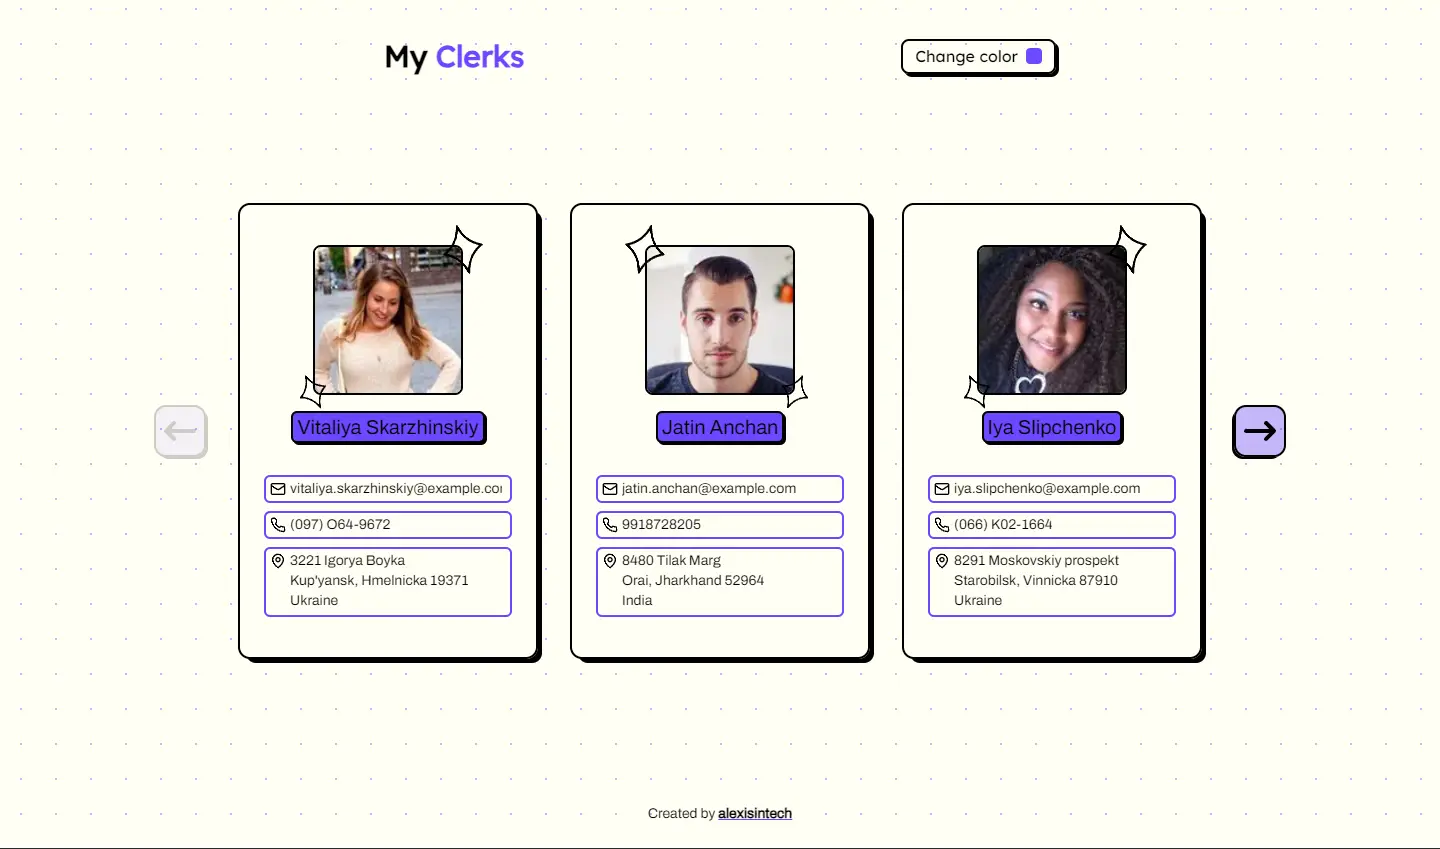 My Clerks
Change color
Vitaliya Skarzhinskiy
vitaliya.skarzhinskiy@example.co
(097) O64-9672
3221 Igorya Boyka
Kup'yansk, Hmelnicka 19371
Ukraine
Jatin Anchan
jatin.anchan@example.com
9918728205
8480 Tilak Marg
Orai, Jharkhand 52964
India
Iya Slipchenko
iya.slipchenko@example.com
(066) K02-1664
8291 Moskovskiy prospekt
Starobilsk, Vinnicka 87910
Ukraine
Created by alexisintech